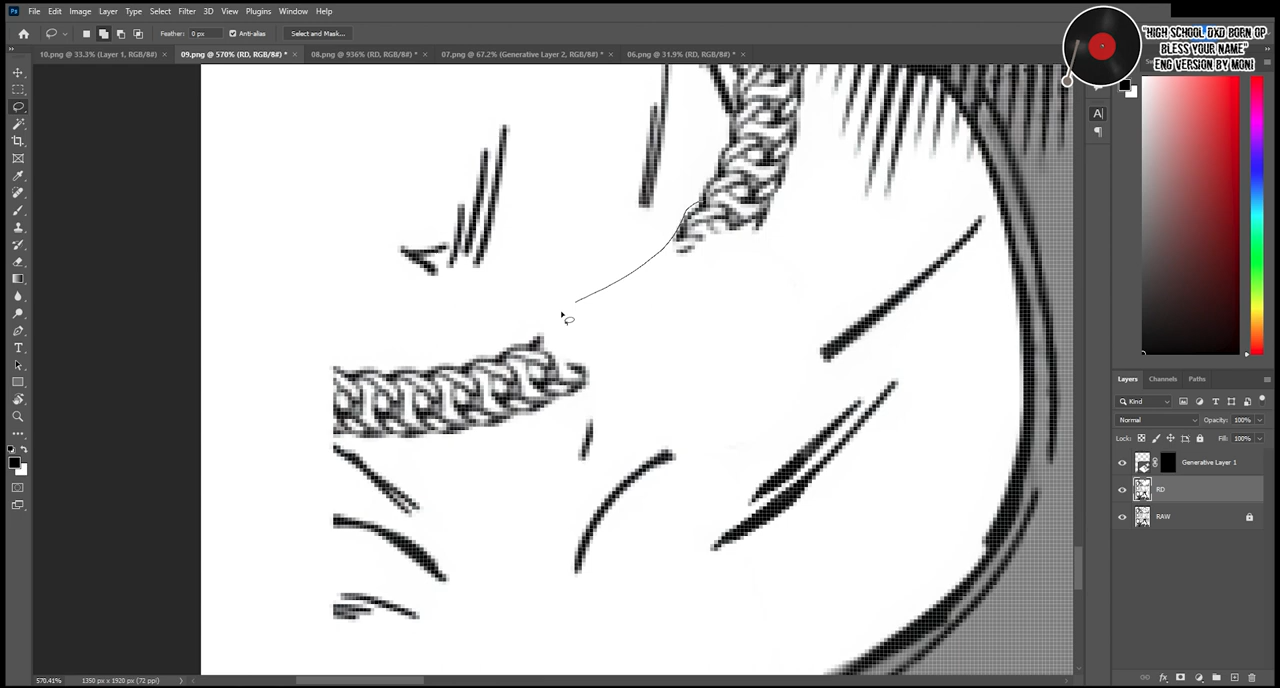 Ps File Edit Image Layer Type Select Filter 3D View Plugins Window Help
Feather: 0 px Anti-alias Select and Mask...
10.png @ 33.3% (Layer 1, RGB/8#) × 09.png @ 570% (RD, RGB/8#) * × 08.png @ 936% (RD, RGB/8#) * × 07.png @ 67.2% (Generative Layer 2, RGB/8#) * × 06.png @ 31.9% (RD, RGB/8#) * ×
"HIGH SCHOOL DXD BORN OP
BLESS YOUR NAME"
ENG VERSION BY MONI
Layers Channels Paths
Kind
Normal Opacity: 100%
Lock: Fill: 100%
Generative Layer 1
RD
RAW
570.41% 1350 px x 1920 px (72 ppi)